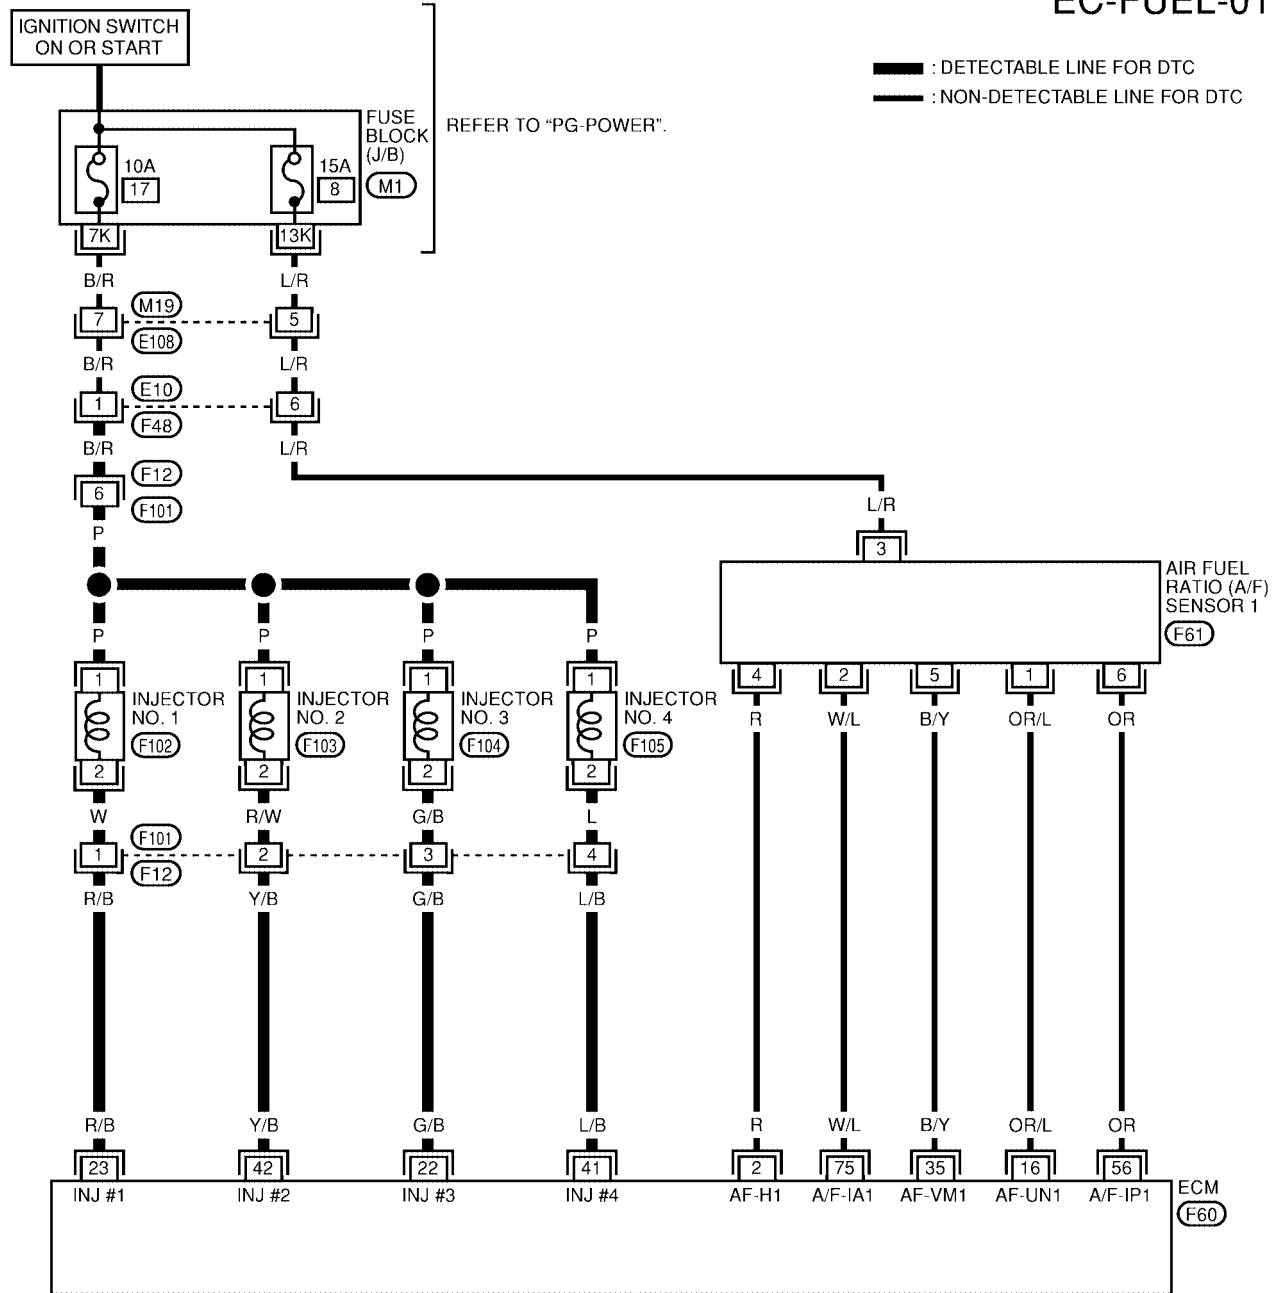 EC-FUEL-01
IGNITION SWITCH
ON OR START
: DETECTABLE LINE FOR DTC
: NON-DETECTABLE LINE FOR DTC
FUSE
BLOCK
(J/B)
M1
REFER TO “PG-POWER”.
10A
17
15A
8
7K
13K
B/R
L/R
M19
7
5
E108
B/R
L/R
E10
1
6
F48
B/R
L/R
F12
6
F101
P
L/R
3
AIR FUEL
RATIO (A/F)
SENSOR 1
F61
P
P
P
P
1
INJECTOR
NO. 1
F102
2
1
INJECTOR
NO. 2
F103
2
1
INJECTOR
NO. 3
F104
2
1
INJECTOR
NO. 4
F105
2
4
2
5
1
6
R
W/L
B/Y
OR/L
OR
W
R/W
G/B
L
F101
1
2
3
4
F12
R/B
Y/B
G/B
L/B
R/B
Y/B
G/B
L/B
R
W/L
B/Y
OR/L
OR
23
42
22
41
2
75
35
16
56
INJ #1
INJ #2
INJ #3
INJ #4
AF-H1
A/F-IA1
AF-VM1
AF-UN1
A/F-IP1
ECM
F60